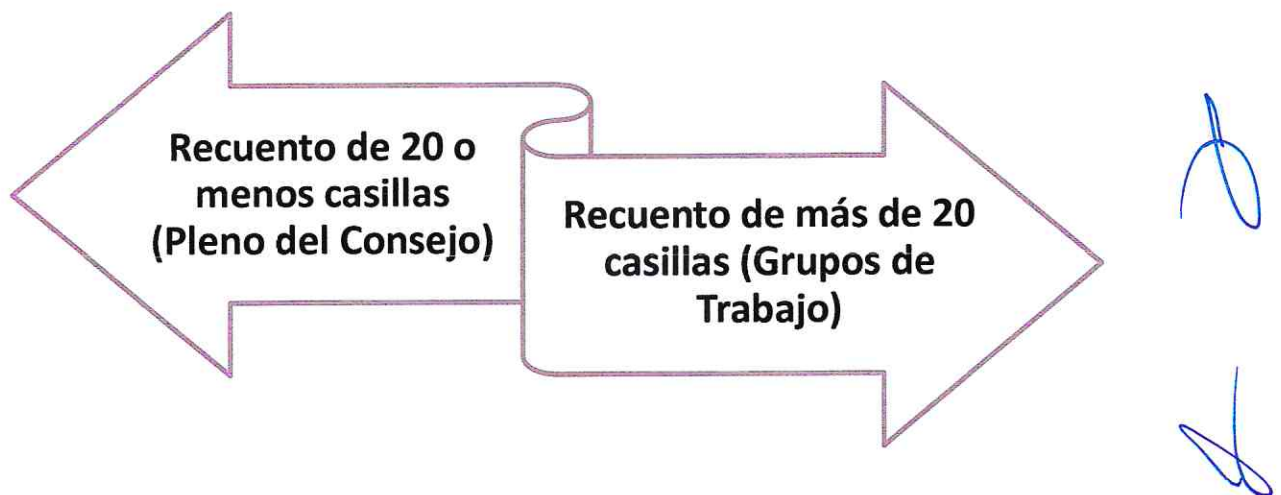 Recuento de 20 o
menos casillas
(Pleno del Consejo)
Recuento de más de 20
casillas (Grupos de
Trabajo)